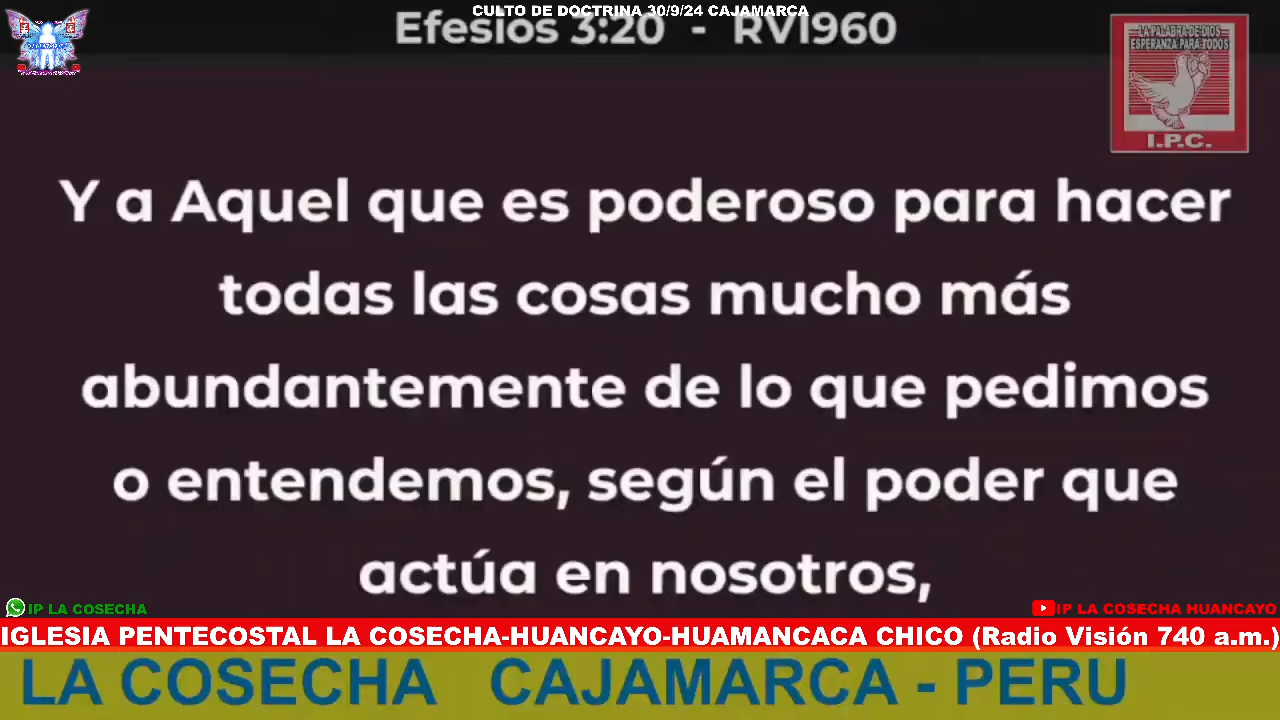 CULTO DE DOCTRINA 30/9/24 CAJAMARCA
Efesios 3:20 - RV1960
LA PALABRA DE DIOS
ESPERANZA PARA TODOS
I.P.C.
Y a Aquel que es poderoso para hacer
todas las cosas mucho más
abundantemente de lo que pedimos
o entendemos, según el poder que
actúa en nosotros,
IP LA COSECHA
IP LA COSECHA HUANCAYO
IGLESIA PENTECOSTAL LA COSECHA-HUANCAYO-HUAMANCACA CHICO (Radio Visión 740 a.m.)
LA COSECHA CAJAMARCA - PERU